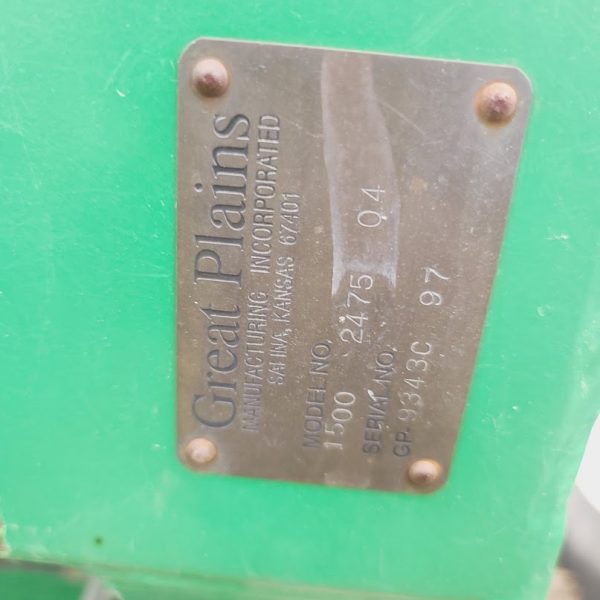 Great Plains
MANUFACTURING INCORPORATED
SALINA, KANSAS 67401
MODEL NO.
1500 2475 04
SERIAL NO.
GP-9343C 97